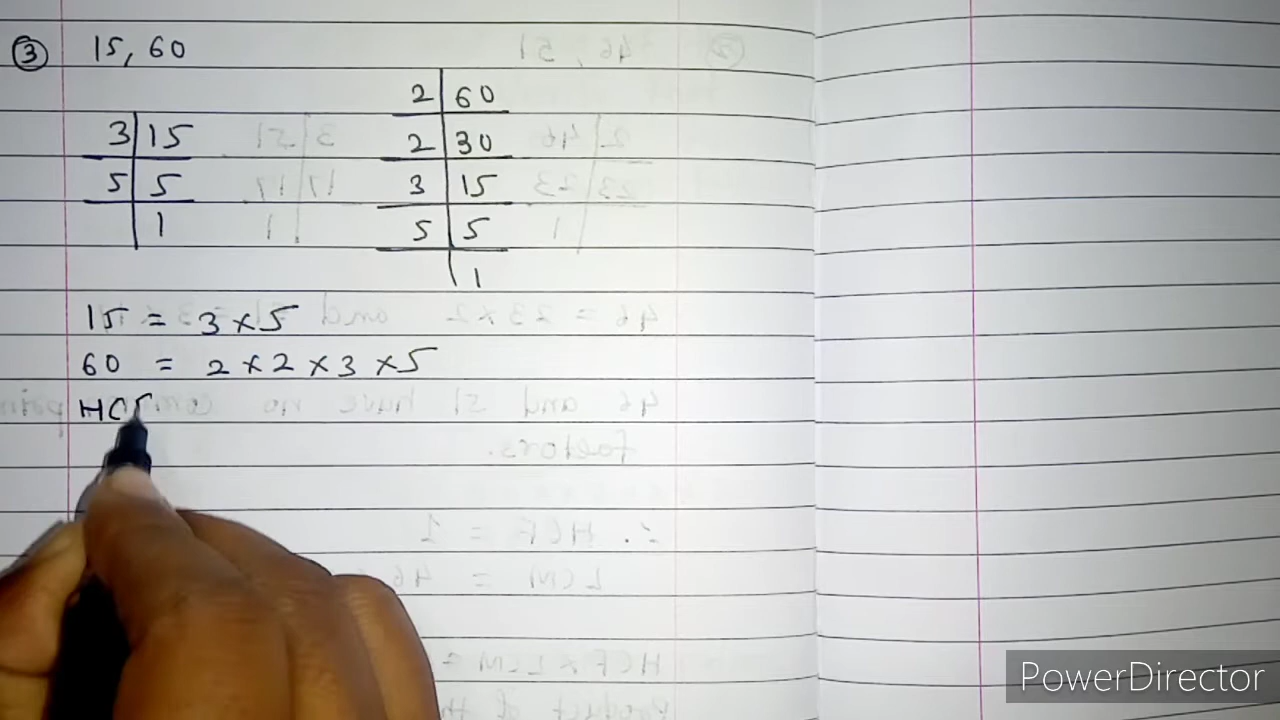 ③ 15, 60
3 | 15
5 | 5
1
2 | 60
2 | 30
3 | 15
5 | 5
1
15 = 3 × 5
60 = 2 × 2 × 3 × 5
HCF
PowerDirector